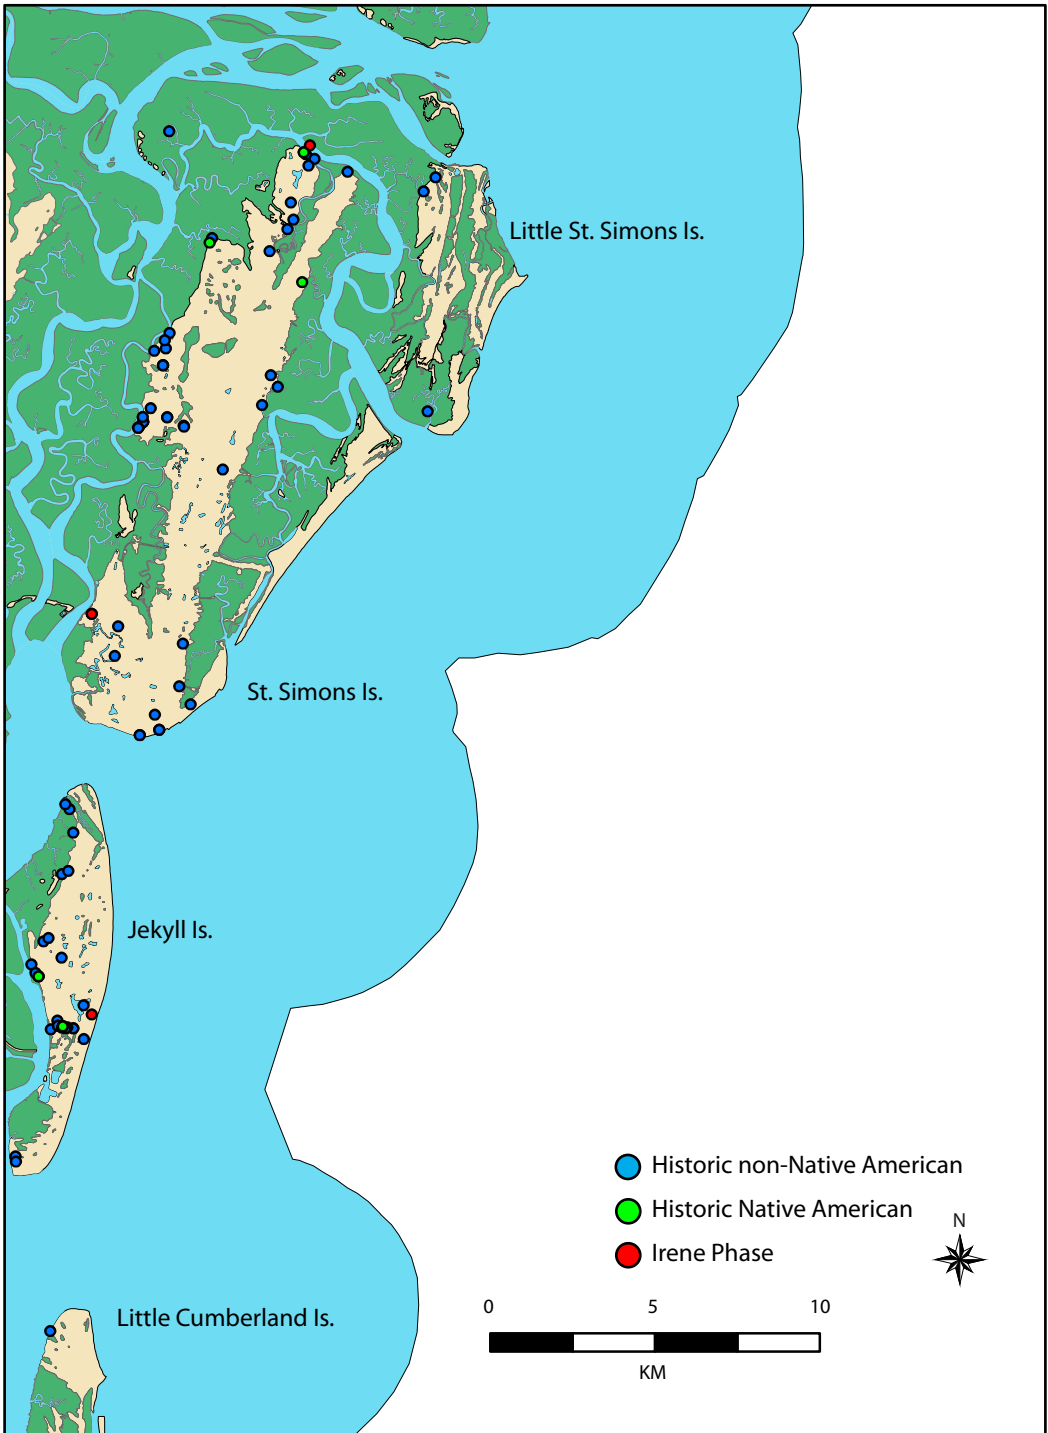 Little St. Simons Is.
St. Simons Is.
Jekyll Is.
Historic non-Native American
Historic Native American
Irene Phase
N
Little Cumberland Is.
0 5 10
KM